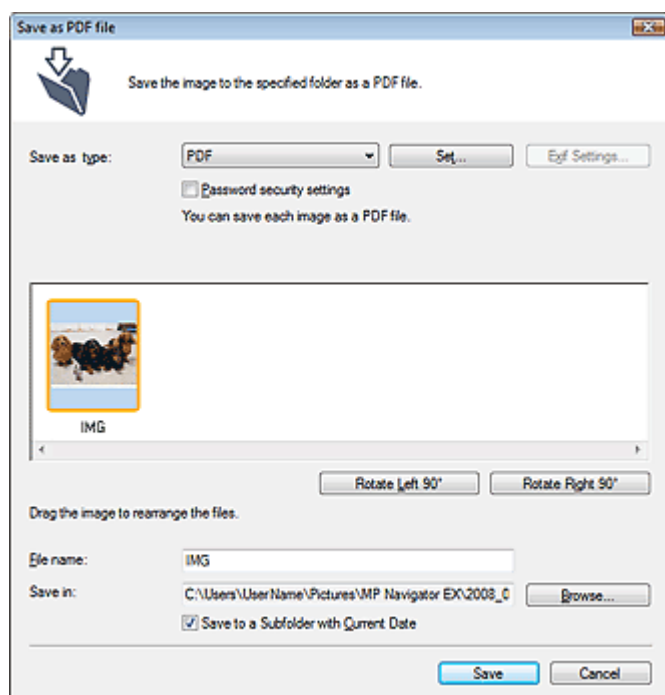 Save as PDF file
Save the image to the specified folder as a PDF file.
Save as type: PDF Set... Exif Settings...
Password security settings
You can save each image as a PDF file.
IMG
Rotate Left 90° Rotate Right 90°
Drag the image to rearrange the files.
File name: IMG
Save in: C:\Users\UserName\Pictures\MP Navigator EX\2008_0 Browse...
Save to a Subfolder with Current Date
Save Cancel